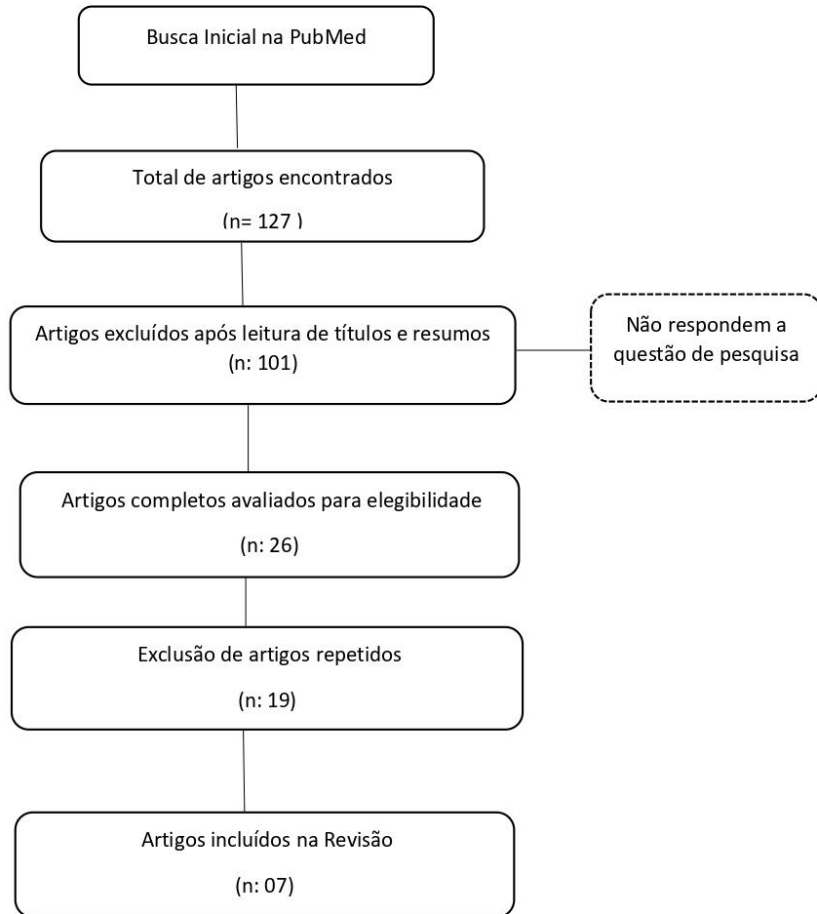 Busca Inicial na PubMed
Total de artigos encontrados
(n= 127 )
Artigos excluídos após leitura de títulos e resumos
(n: 101)
Não respondem a
questão de pesquisa
Artigos completos avaliados para elegibilidade
(n: 26)
Exclusão de artigos repetidos
(n: 19)
Artigos incluídos na Revisão
(n: 07)